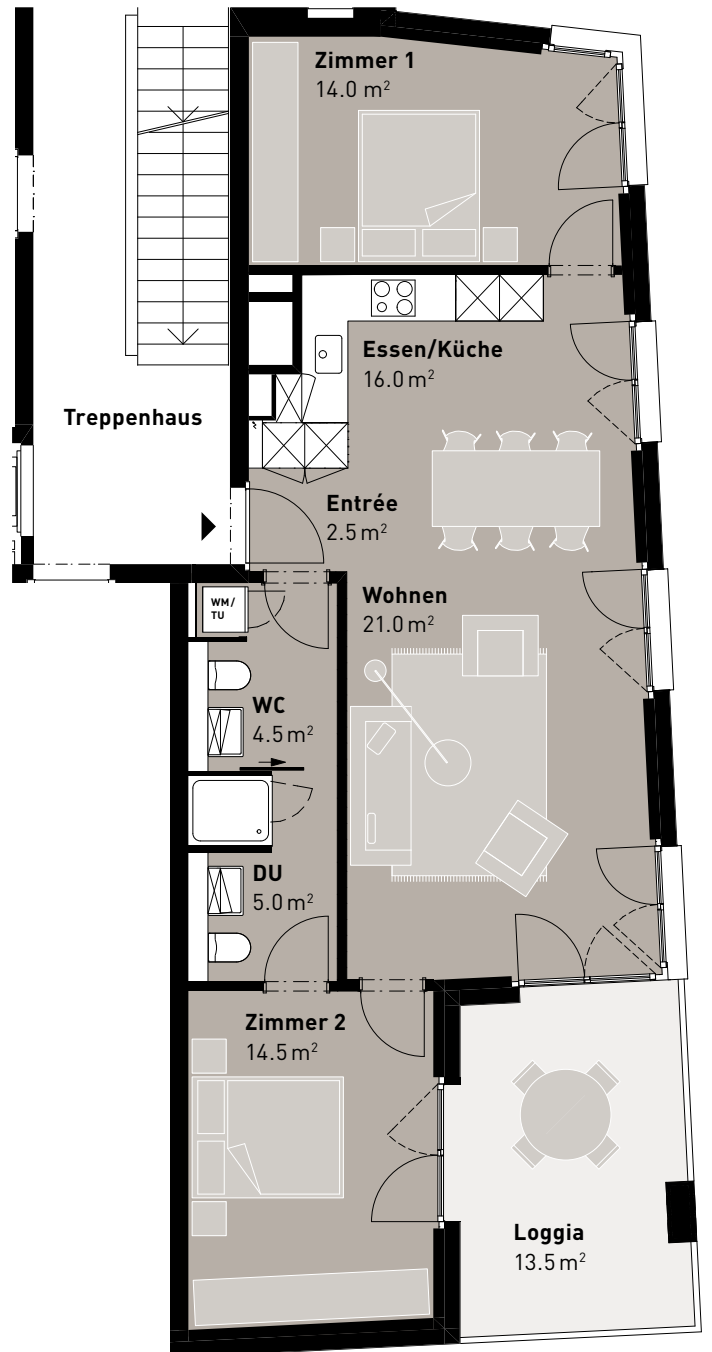 Zimmer 1
14.0 m²
Essen/Küche
16.0 m²
Treppenhaus
Entrée
2.5 m²
Wohnen
21.0 m²
WM/
TU
WC
4.5 m²
DU
5.0 m²
Zimmer 2
14.5 m²
Loggia
13.5 m²